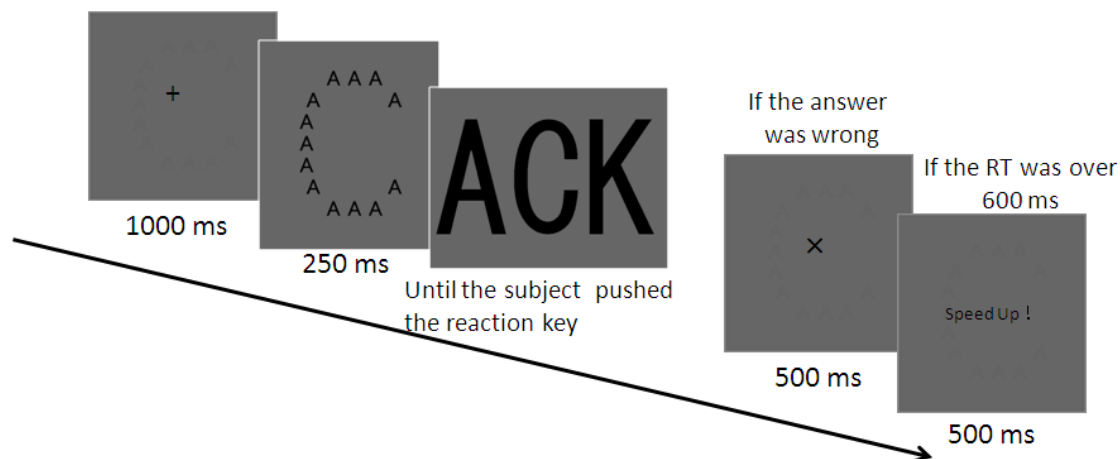 +
1000 ms
A A A
A A
A
A
A
A A
A A A
250 ms
ACK
Until the subject pushed
the reaction key
If the answer
was wrong
×
500 ms
If the RT was over
600 ms
Speed Up !
500 ms